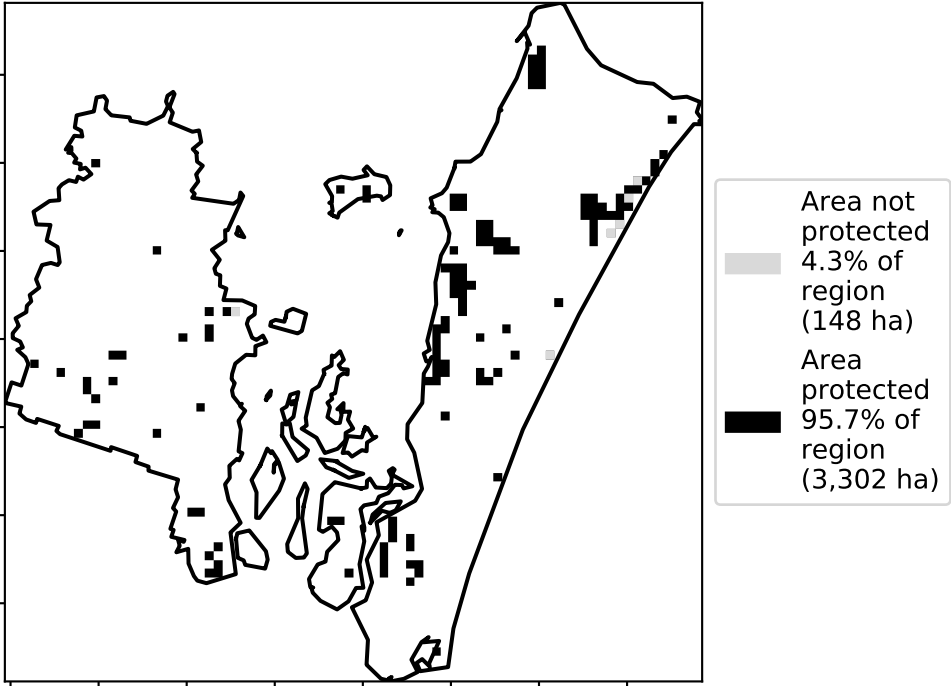 Area not
protected
4.3% of
region
(148 ha)
Area
protected
95.7% of
region
(3,302 ha)